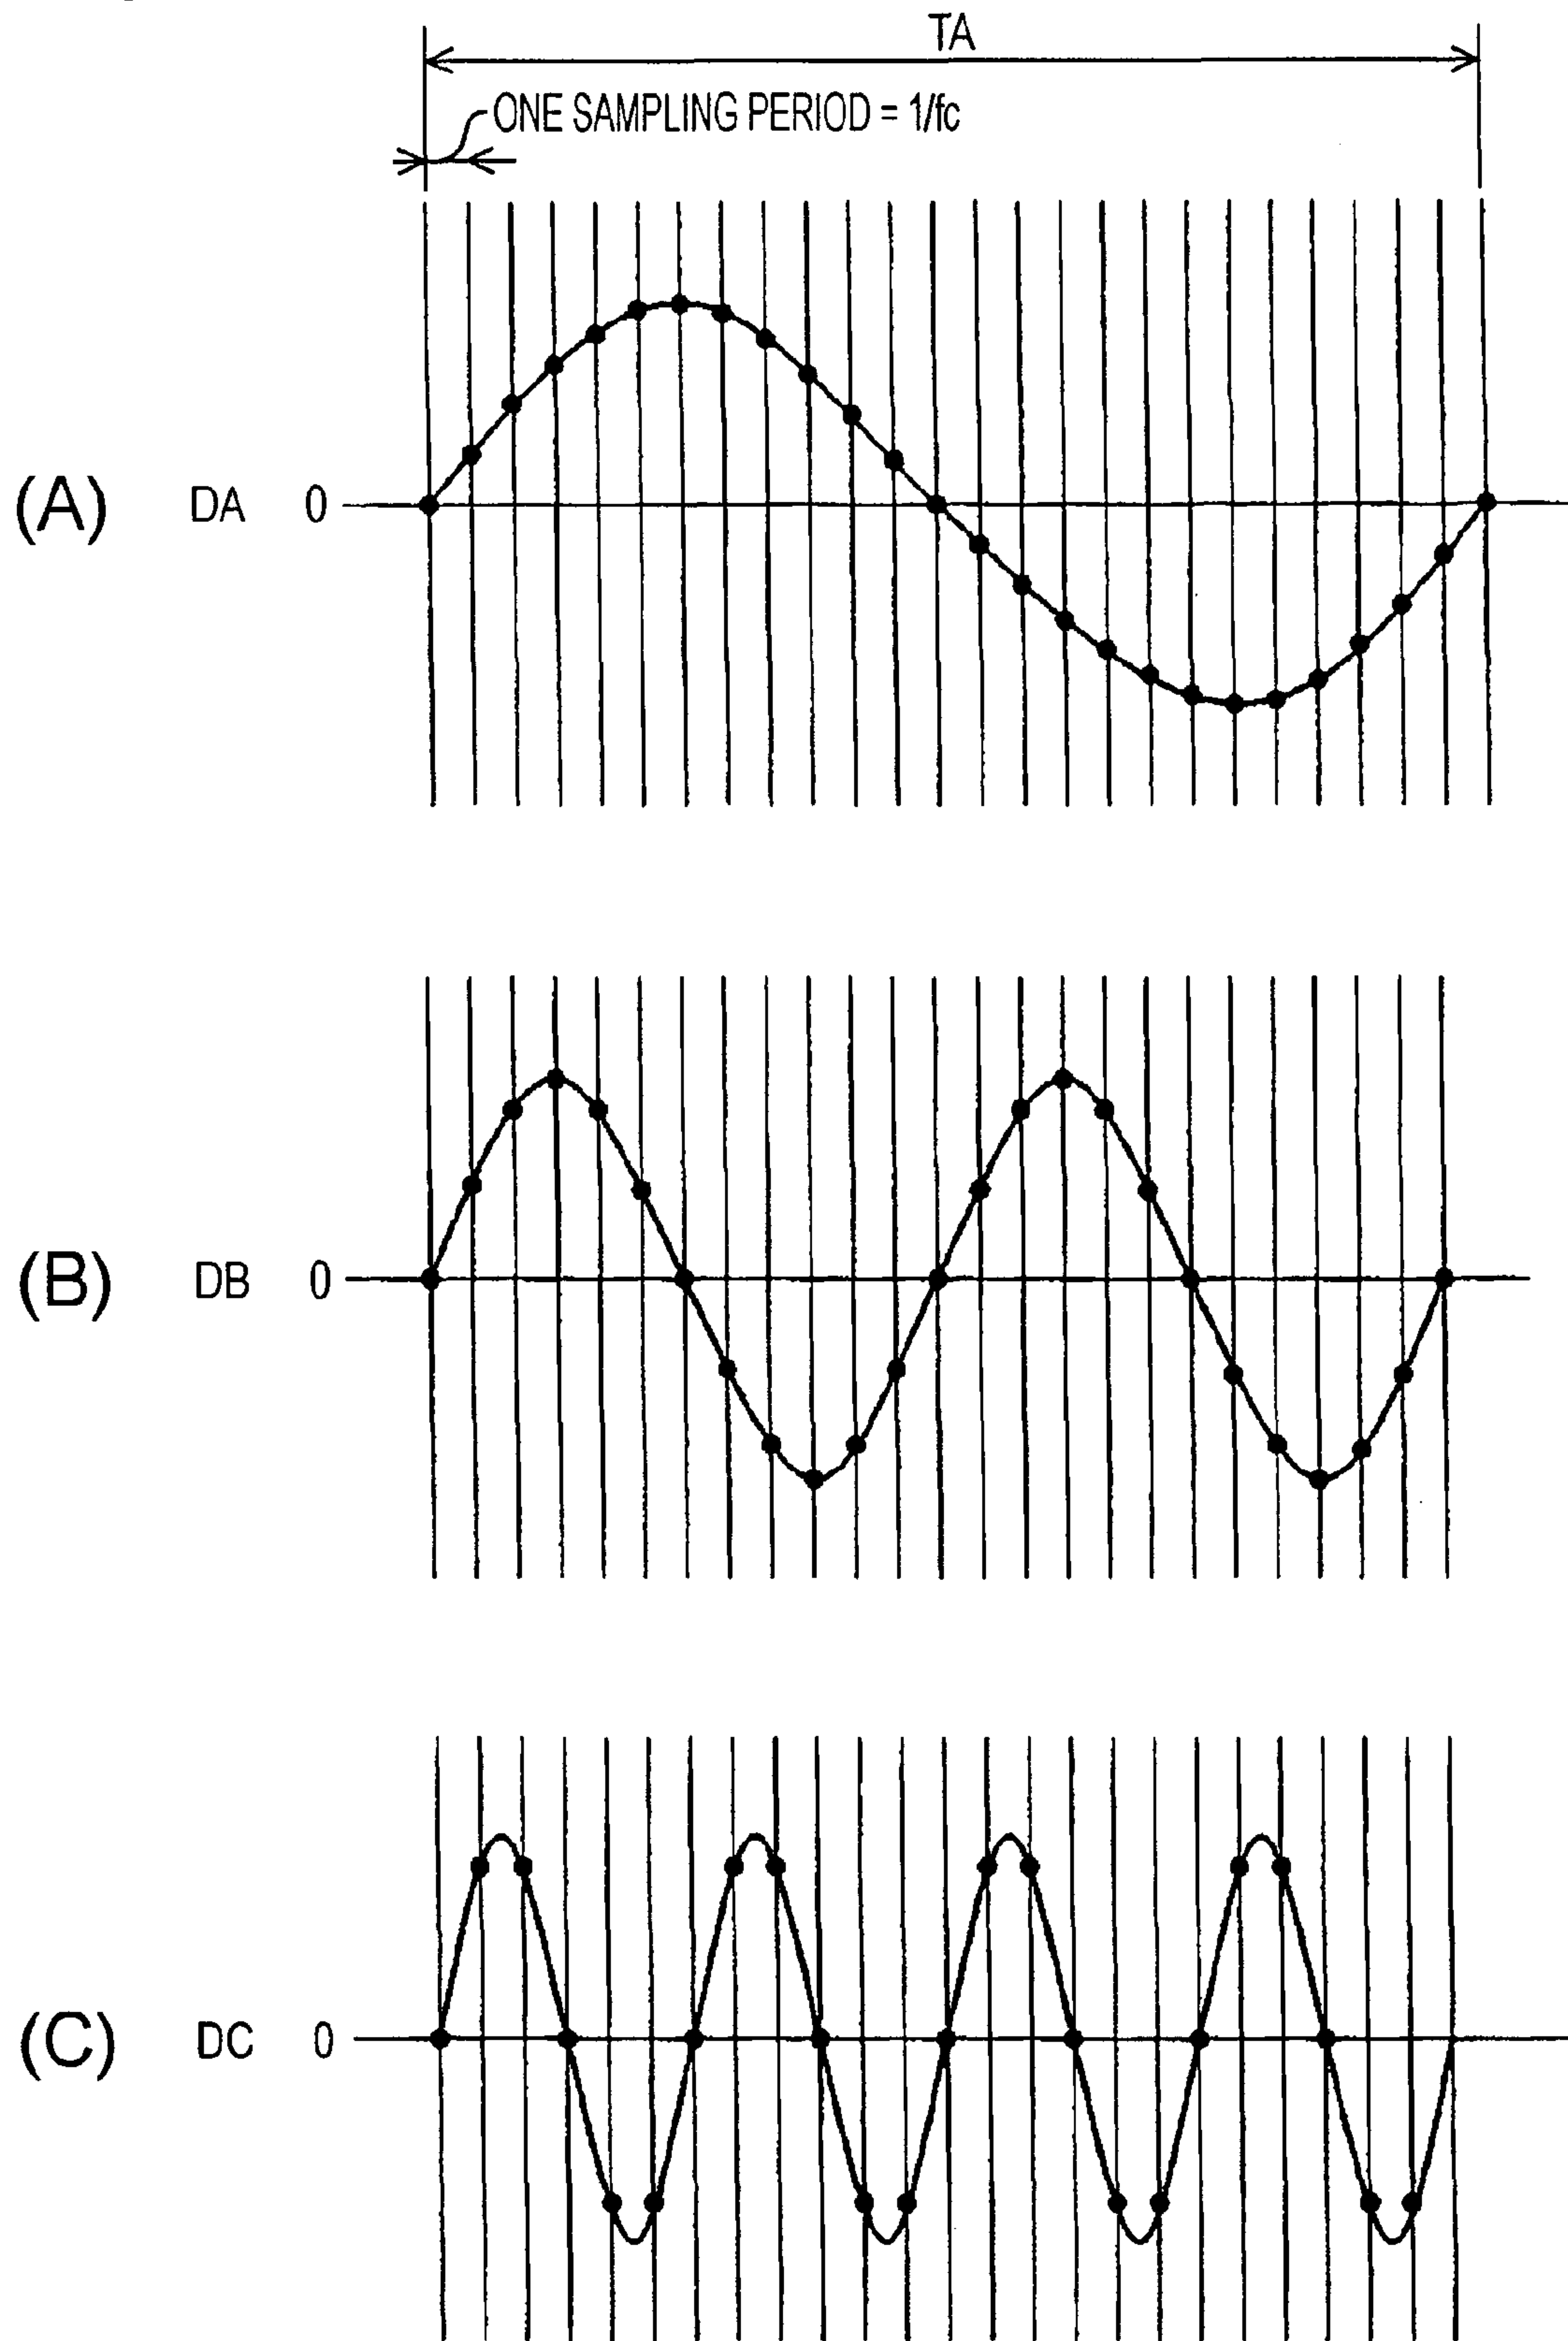 TA
ONE SAMPLING PERIOD = 1/fc
(A) DA 0
(B) DB 0
(C) DC 0